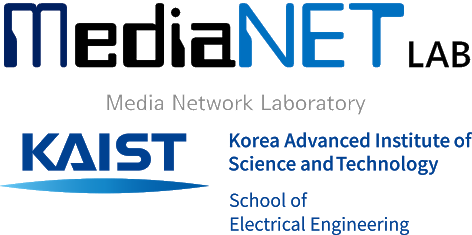 MediaNET LAB
Media Network Laboratory
KAIST
Korea Advanced Institute of
Science and Technology
School of
Electrical Engineering